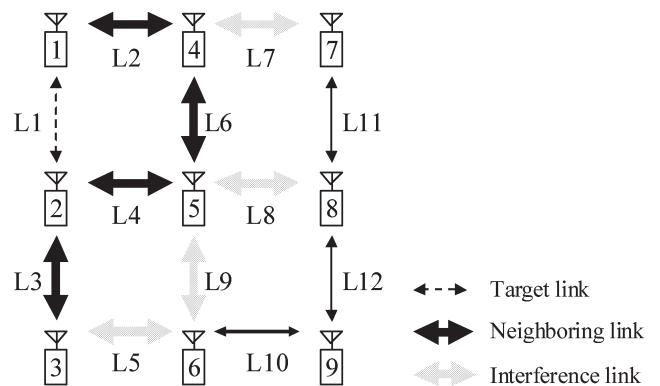 1 4 7
L2 L7
L1 L6 L11
2 5 8
L4 L8
L3 L9 L12
Target link
Neighboring link
3 6 9
L5 L10
Interference link